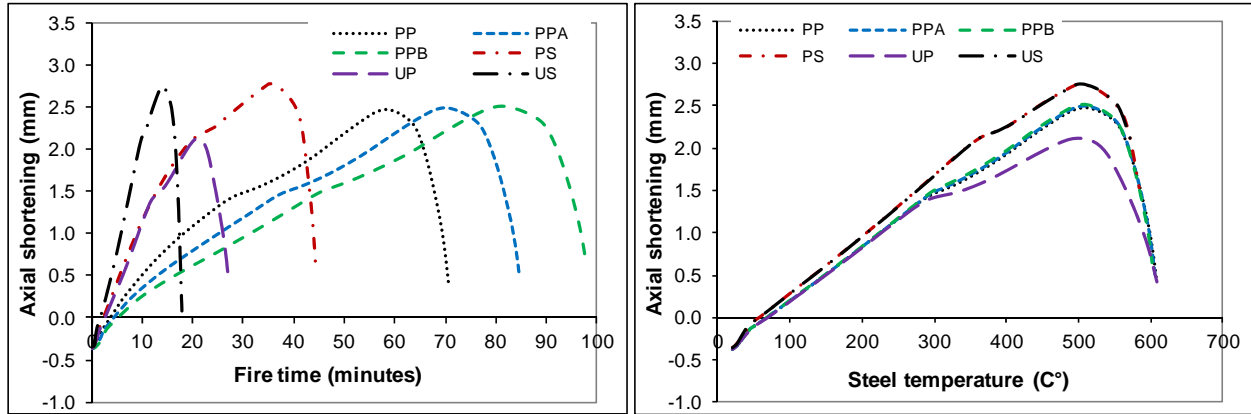 3.5
3.0
2.5
2.0
1.5
1.0
0.5
0.0
-0.5
-1.0
Axial shortening (mm)
PP PPA
PPB PS
UP US
0 10 20 30 40 50 60 70 80 90 100
Fire time (minutes)
3.5
3.0
2.5
2.0
1.5
1.0
0.5
0.0
-0.5
-1.0
Axial shortening (mm)
PP PPA PPB
PS UP US
0 100 200 300 400 500 600 700
Steel temperature (C°)